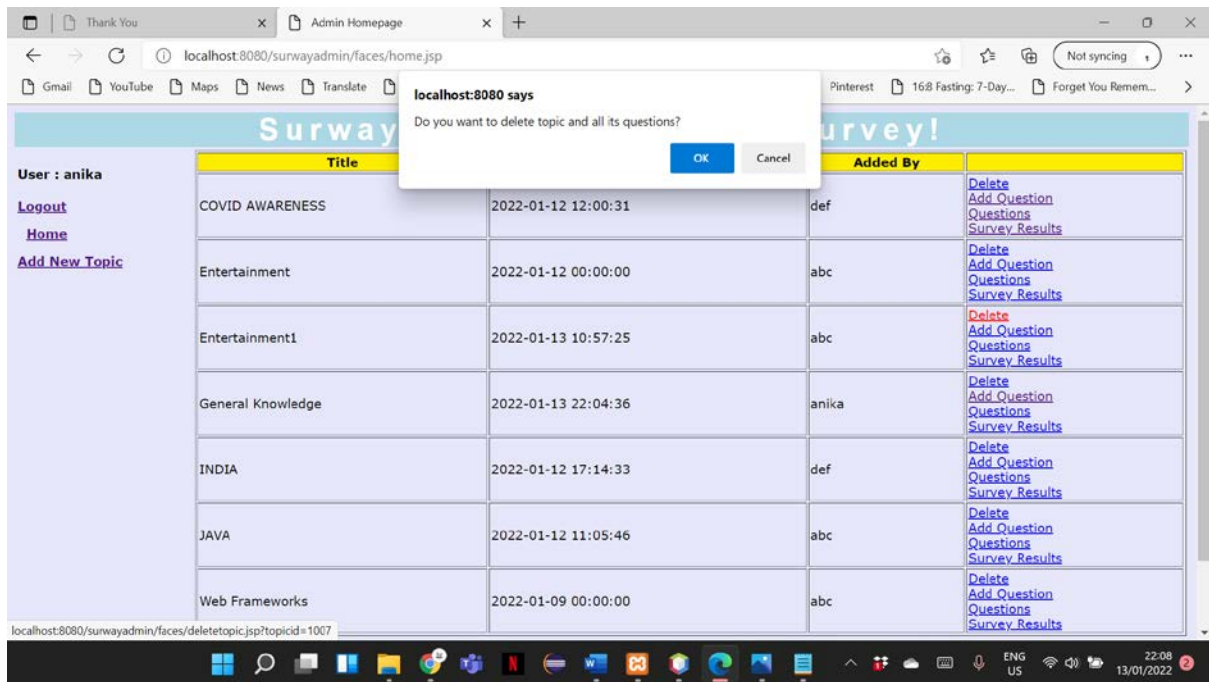 Thank You
Admin Homepage
localhost:8080/surwayadmin/faces/home.jsp
Not syncing
Gmail YouTube Maps News Translate Pinterest 16:8 Fasting: 7-Day... Forget You Remem...
localhost:8080 says
Do you want to delete topic and all its questions?
OK Cancel
Surway urvey!
User : anika
Logout
Home
Add New Topic
Title Added By
COVID AWARENESS 2022-01-12 12:00:31 def
Delete
Add Question
Questions
Survey Results
Entertainment 2022-01-12 00:00:00 abc
Delete
Add Question
Questions
Survey Results
Entertainment1 2022-01-13 10:57:25 abc
Delete
Add Question
Questions
Survey Results
General Knowledge 2022-01-13 22:04:36 anika
Delete
Add Question
Questions
Survey Results
INDIA 2022-01-12 17:14:33 def
Delete
Add Question
Questions
Survey Results
JAVA 2022-01-12 11:05:46 abc
Delete
Add Question
Questions
Survey Results
Web Frameworks 2022-01-09 00:00:00 abc
Delete
Add Question
Questions
Survey Results
localhost:8080/surwayadmin/faces/deletetopic.jsp?topicid=1007
ENG
US
22:08
13/01/2022
2